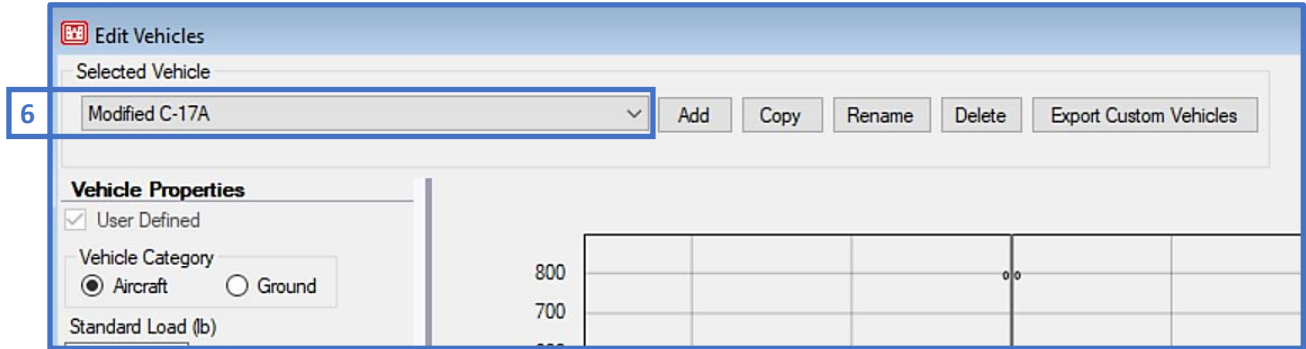 Edit Vehicles
Selected Vehicle
6
Modified C-17A
Add Copy Rename Delete Export Custom Vehicles
Vehicle Properties
User Defined
Vehicle Category
Aircraft Ground
Standard Load (lb)
800
700